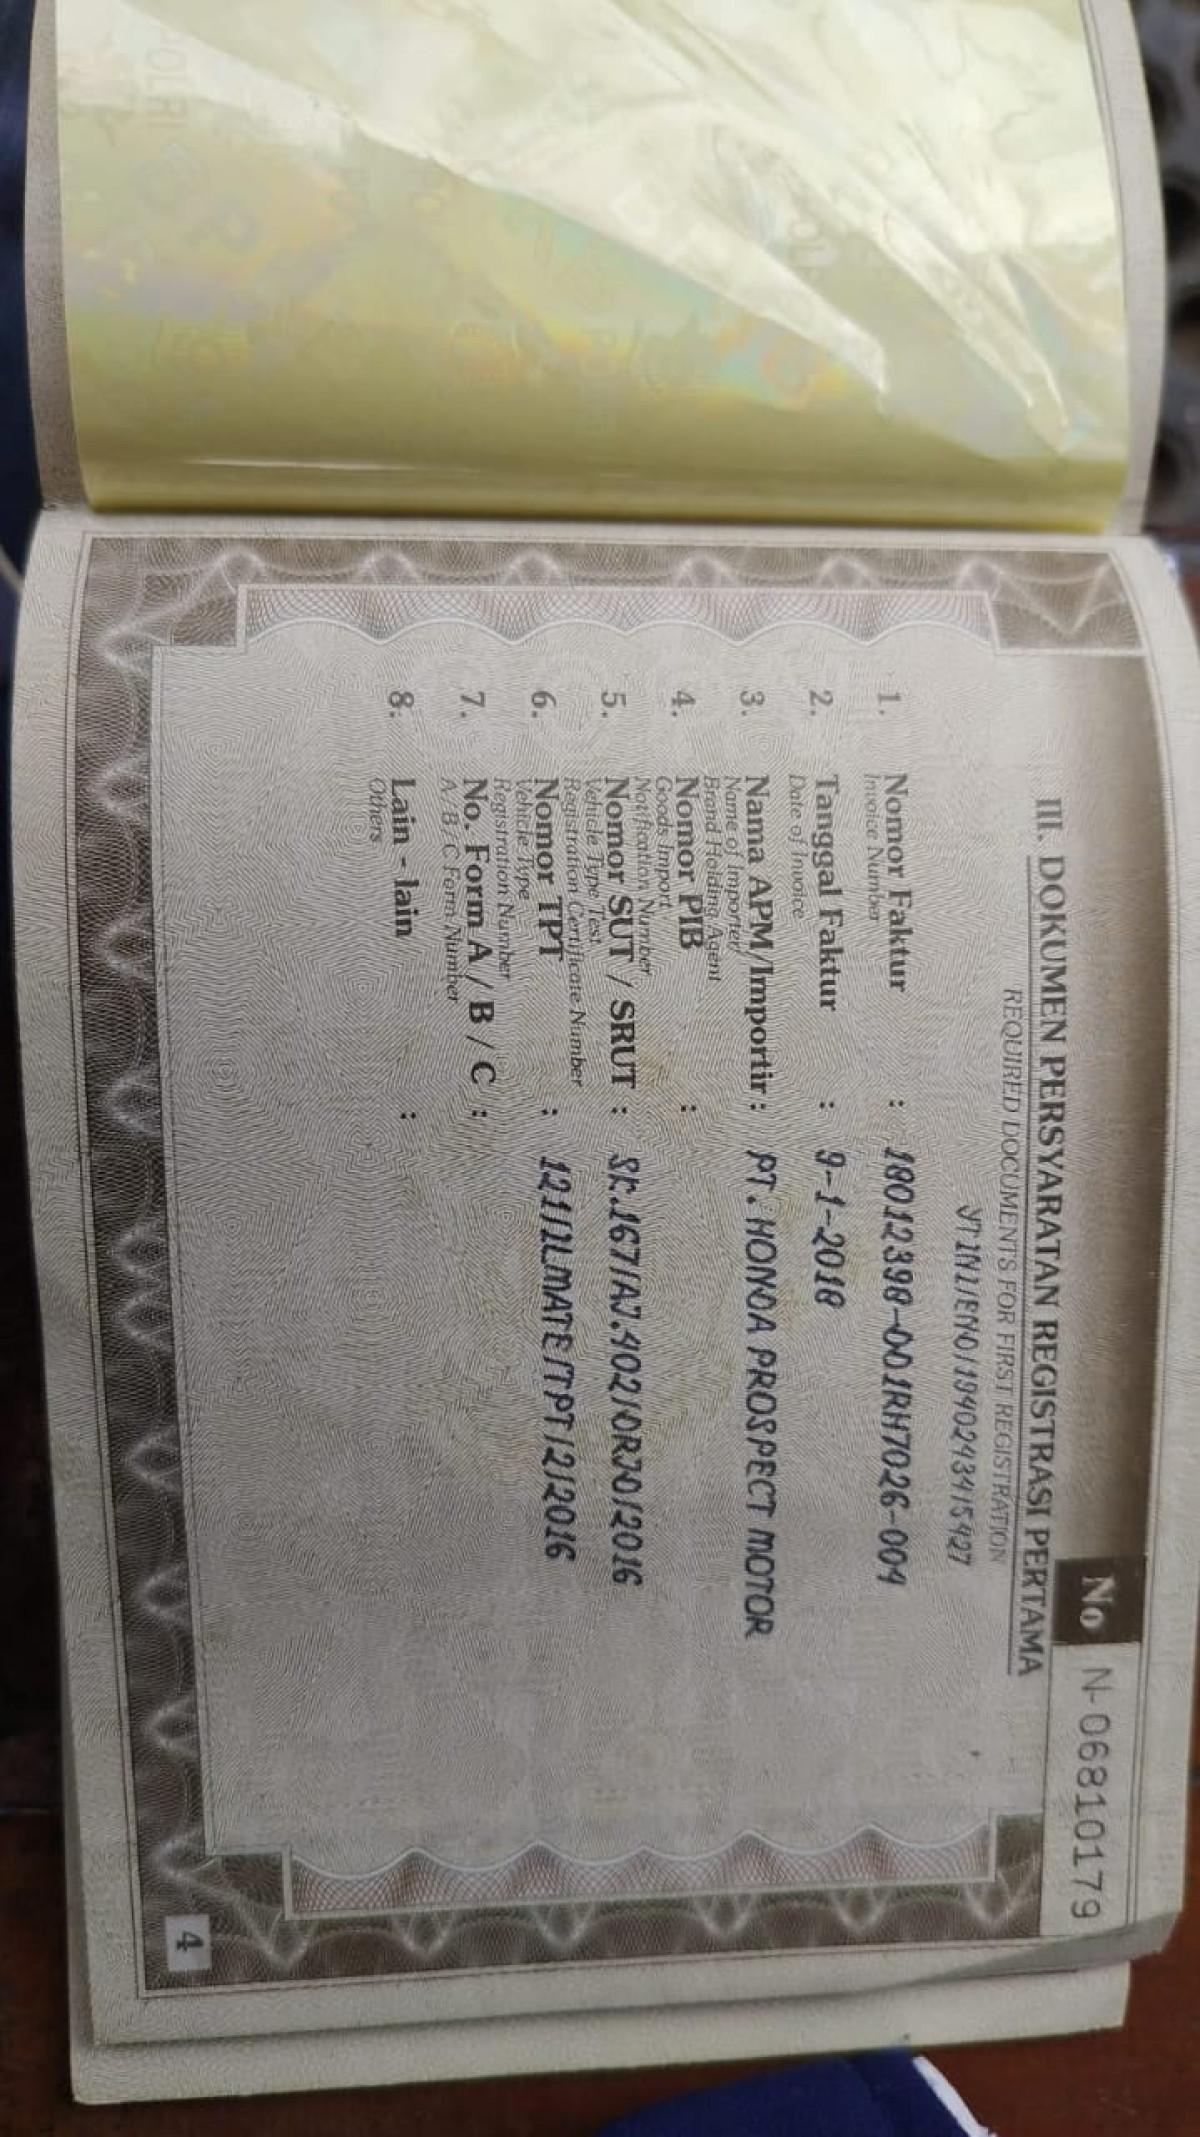 No N-06810179
III. DOKUMEN PERSYARATAN REGISTRASI PERTAMA
REQUIRED DOCUMENTS FOR FIRST REGISTRATION
1. Nomor Faktur : 18012398-001RH7026-004
Invoice Number
2. Tanggal Faktur : 9-1-2018
Date of Invoice
3. Nama APM/Importir : PT. HONDA PROSPECT MOTOR
Name of Importer/
Brand Holding Agent
4. Nomor PIB :
Goods Import
Notification Number
5. Nomor SUT / SRUT : SK.167/AJ.402/DRJD/2016
Vehicle Type Test
Registration Certificate Number
6. Nomor TPT : 121/ILMATE/TPT/2/2016
Vehicle Type
Registration Number
7. No. Form A / B / C :
A / B / C Form Number
8. Lain - lain :
Others
4